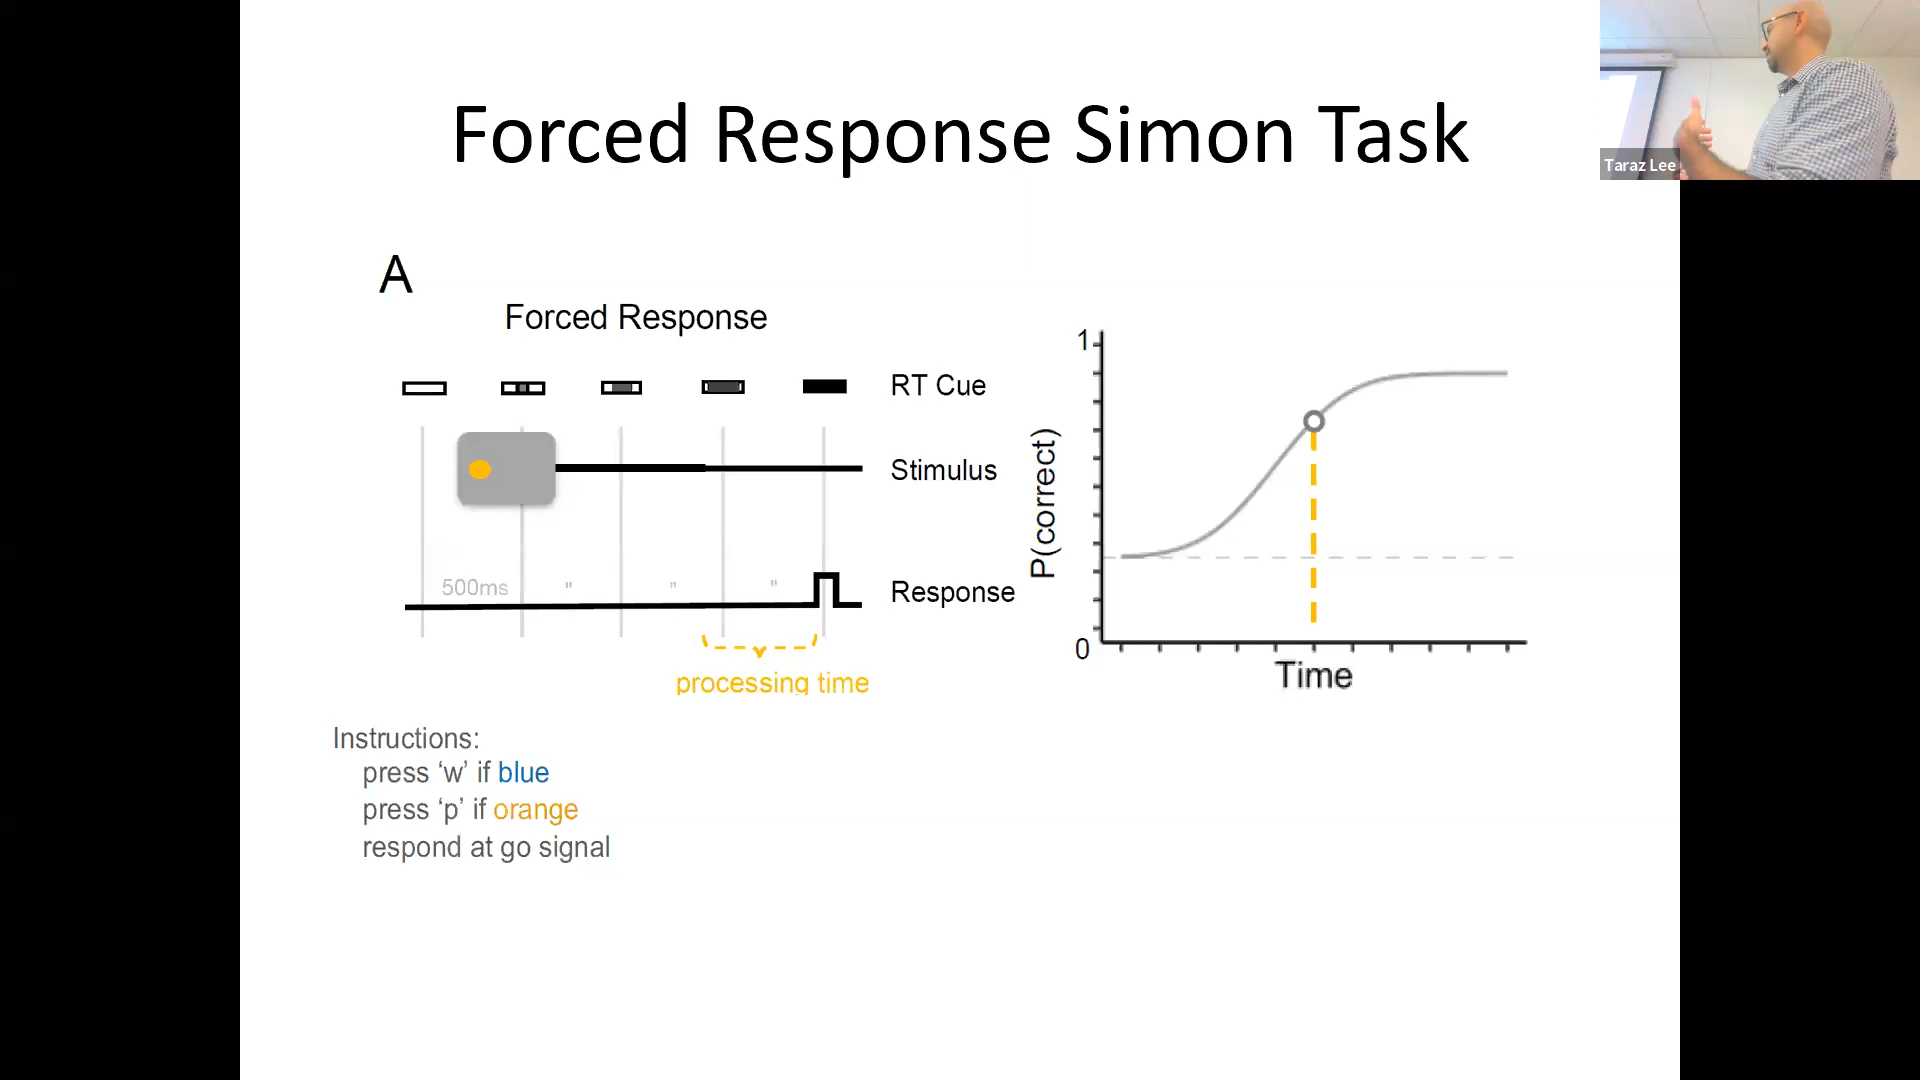 Forced Response Simon Task
Taraz Lee
A
Forced Response
RT Cue
Stimulus
500ms " " "
Response
processing time
1
P(correct)
0
Time
Instructions:
press ‘w’ if blue
press ‘p’ if orange
respond at go signal